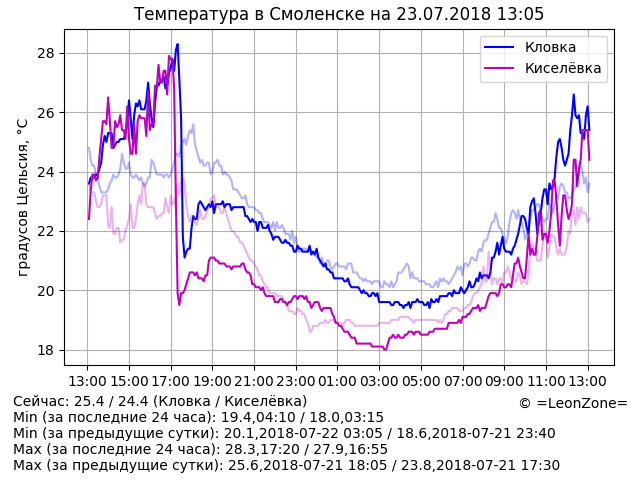 Температура в Смоленске на 23.07.2018 13:05
Кловка
Киселёвка
градусов Цельсия, °C
28
26
24
22
20
18
13:00 15:00 17:00 19:00 21:00 23:00 01:00 03:00 05:00 07:00 09:00 11:00 13:00
Сейчас: 25.4 / 24.4 (Кловка / Киселёвка)
© =LeonZone=
Min (за последние 24 часа): 19.4,04:10 / 18.0,03:15
Min (за предыдущие сутки): 20.1,2018-07-22 03:05 / 18.6,2018-07-21 23:40
Max (за последние 24 часа): 28.3,17:20 / 27.9,16:55
Max (за предыдущие сутки): 25.6,2018-07-21 18:05 / 23.8,2018-07-21 17:30